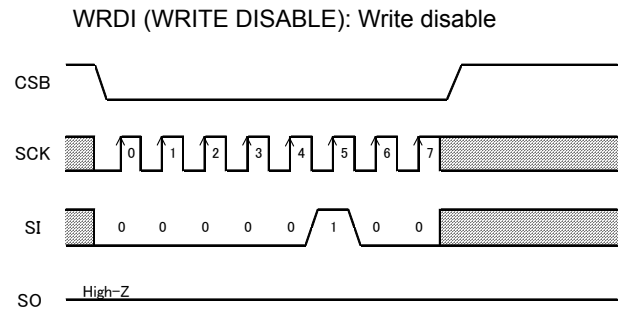 WRDI (WRITE DISABLE): Write disable
CSB
SCK 0 1 2 3 4 5 6 7
SI 0 0 0 0 0 1 0 0
High-Z
SO